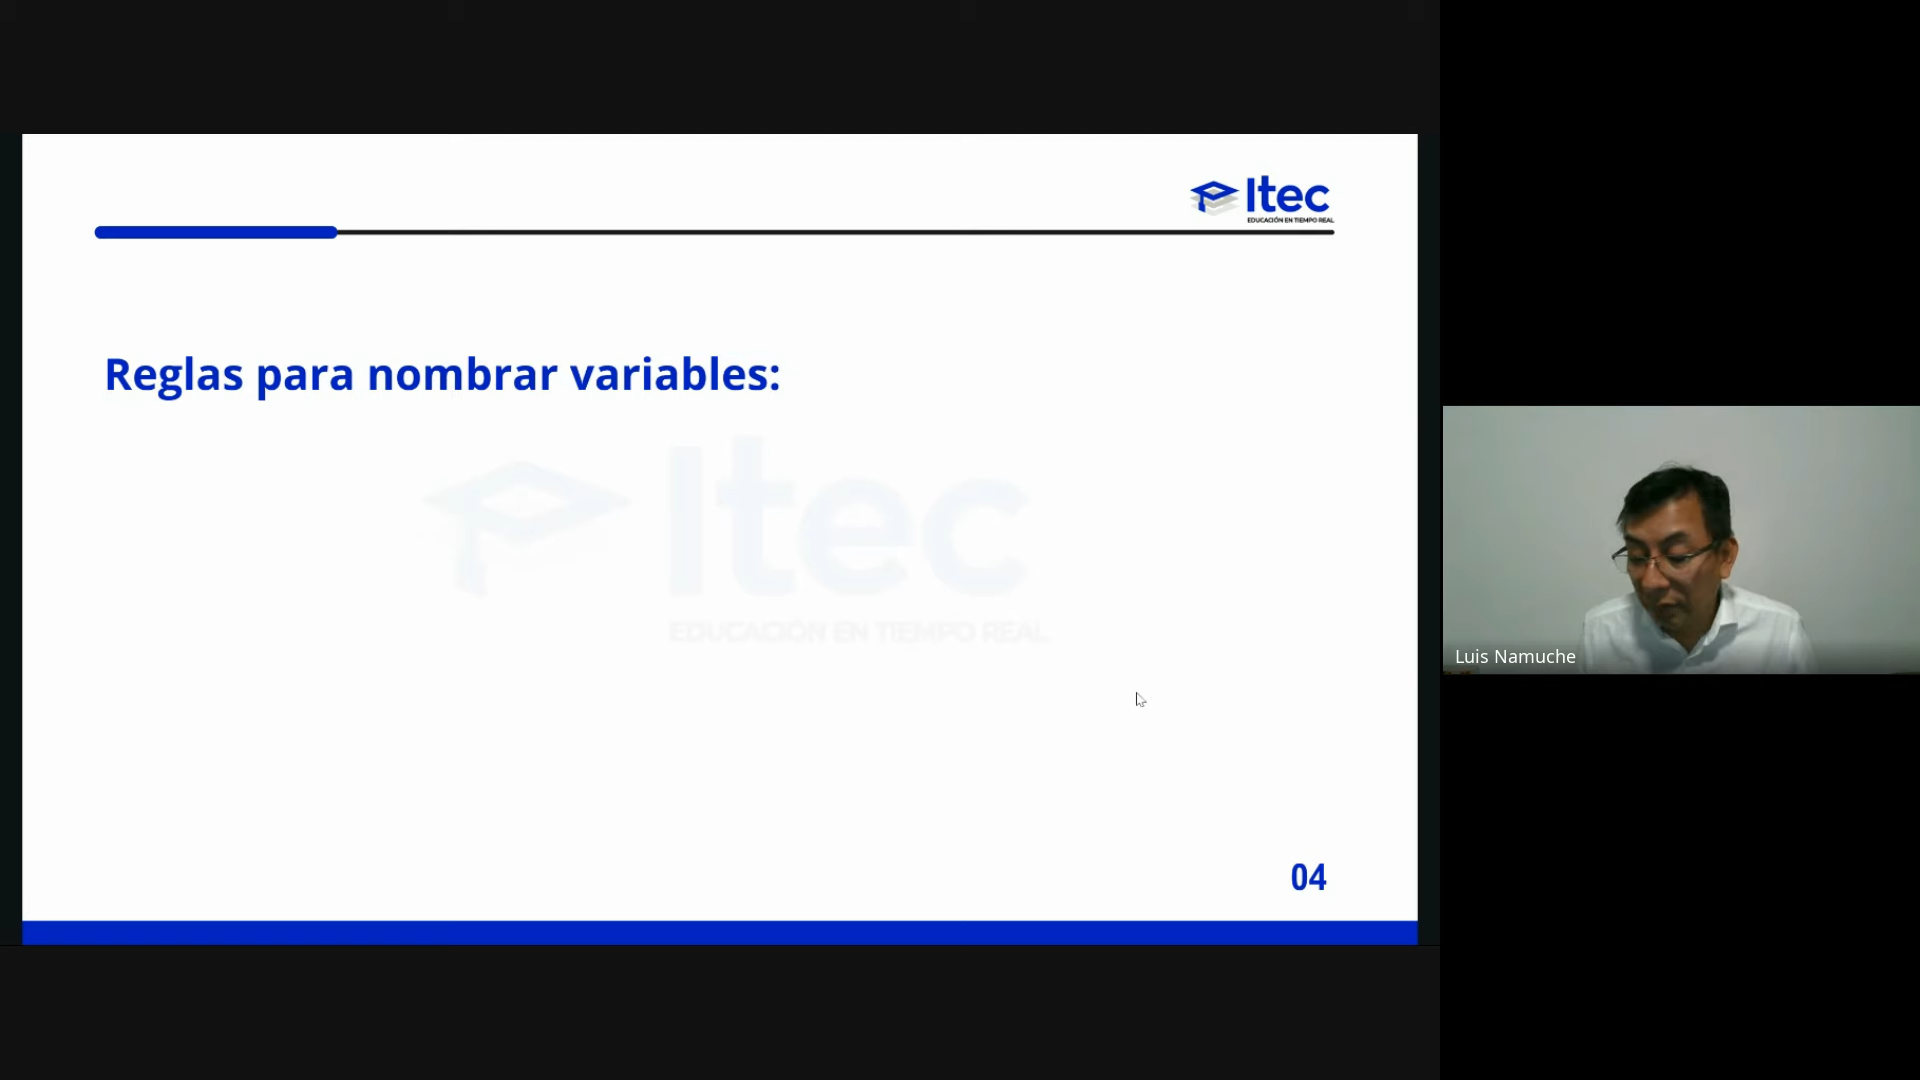 Itec
EDUCACIÓN EN TIEMPO REAL
Reglas para nombrar variables:
Itec
EDUCACIÓN EN TIEMPO REAL
Luis Namuche
04